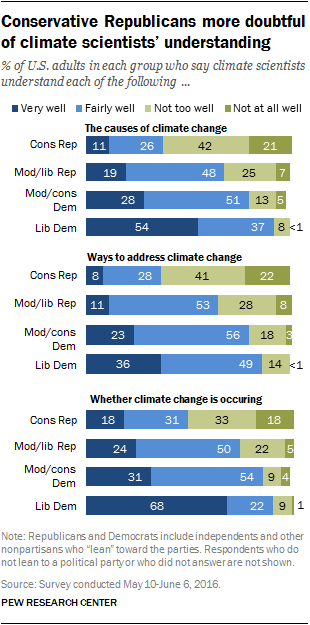 Conservative Republicans more doubtful
of climate scientists' understanding
% of U.S. adults in each group who say climate scientists
understand each of the following ...
Very well Fairly well Not too well Not at all well
The causes of climate change
Cons Rep 11 26 42 21
Mod/lib Rep 19 48 25 7
Mod/cons
Dem 28 51 13 5
Lib Dem 54 37 8 <1
Ways to address climate change
Cons Rep 8 28 41 22
Mod/lib Rep 11 53 28 8
Mod/cons
Dem 23 56 18 3
Lib Dem 36 49 14 <1
Whether climate change is occuring
Cons Rep 18 31 33 18
Mod/lib Rep 24 50 22 5
Mod/cons
Dem 31 54 9 4
Lib Dem 68 22 9 1
Note: Republicans and Democrats include independents and other
nonpartisans who "lean" toward the parties. Respondents who do
not lean to a political party or who did not answer are not shown.
Source: Survey conducted May 10-June 6, 2016.
PEW RESEARCH CENTER